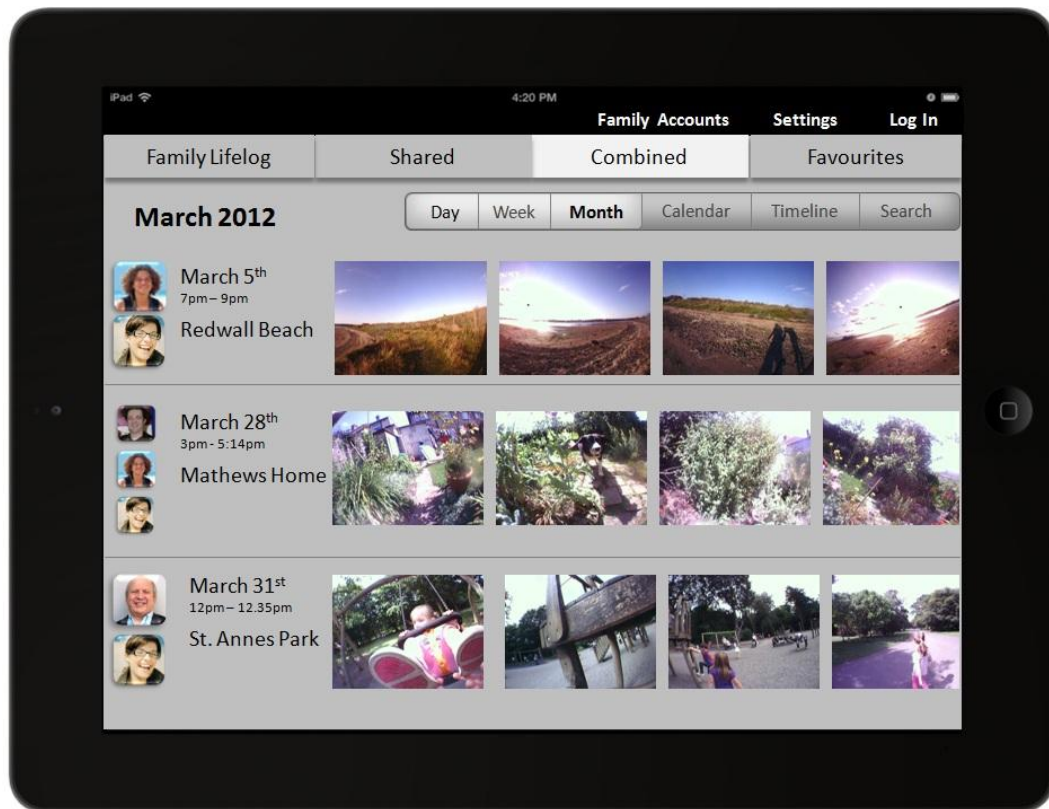 iPad 4:20 PM
Family Accounts Settings Log In
Family Lifelog Shared Combined Favourites
March 2012 Day Week Month Calendar Timeline Search
March 5th
7pm – 9pm
Redwall Beach
March 28th
3pm - 5:14pm
Mathews Home
March 31st
12pm – 12.35pm
St. Annes Park